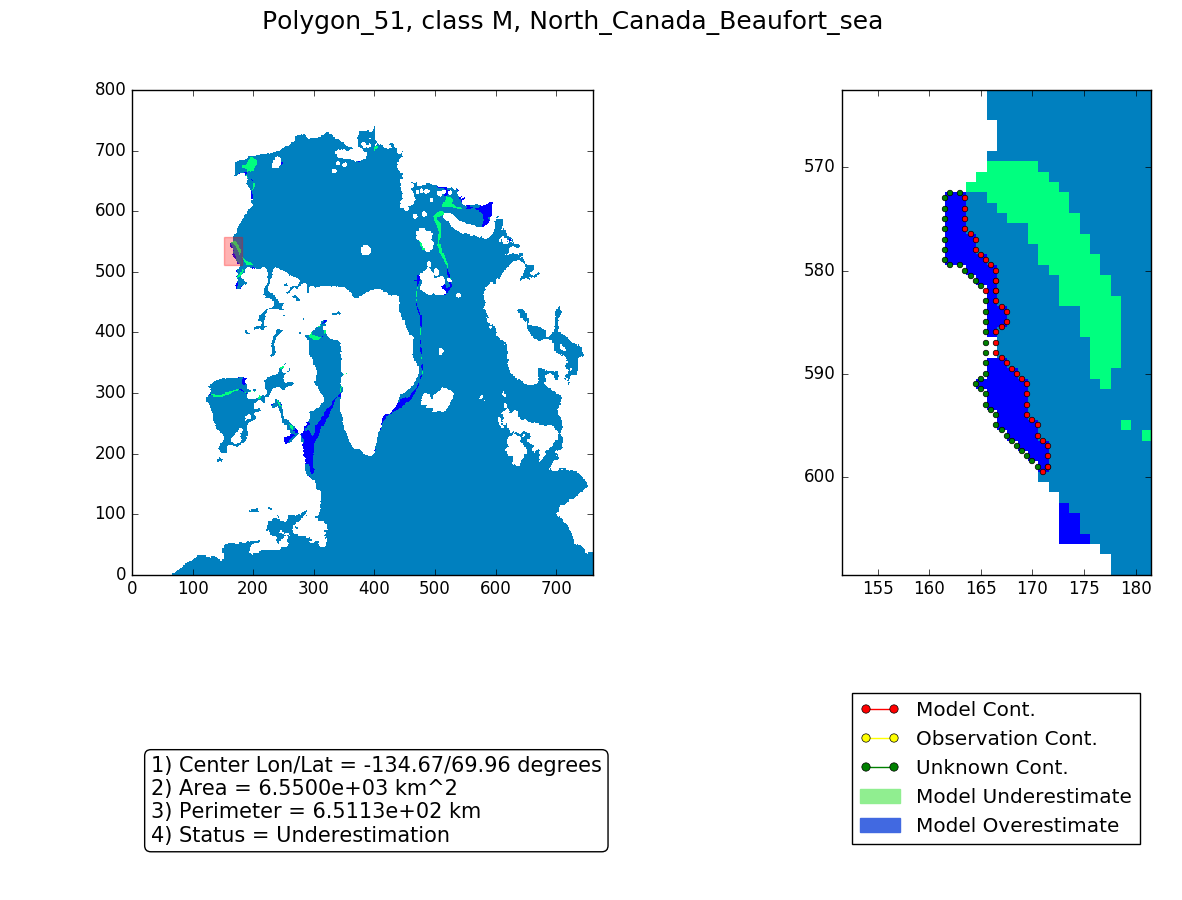 Polygon_51, class M, North_Canada_Beaufort_sea
800
700
600
500
400
300
200
100
0
0 100 200 300 400 500 600 700
570
580
590
600
155 160 165 170 175 180
1) Center Lon/Lat = -134.67/69.96 degrees
2) Area = 6.5500e+03 km^2
3) Perimeter = 6.5113e+02 km
4) Status = Underestimation
Model Cont.
Observation Cont.
Unknown Cont.
Model Underestimate
Model Overestimate